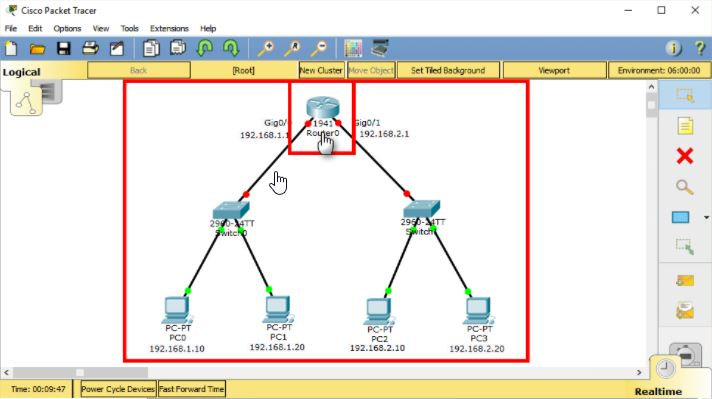 Cisco Packet Tracer
File Edit View Tools Extensions Help
Logical
Back
[Root]
New Cluster
Move Object
Set Tiled Background
Viewport
Environment: 06:00:00
Gig0/
1941
Router0
Gig0/1
192.168.1.1
192.168.2.1
2960-24TT
Switch0
2960-24TT
Switch
PC-PT
PC0
192.168.1.10
PC-PT
PC1
192.168.1.20
PC-PT
PC2
192.168.2.10
PC-PT
PC3
192.168.2.20
Time: 00:09:47
Power Cycle Devices
Fast Forward Time
Realtime